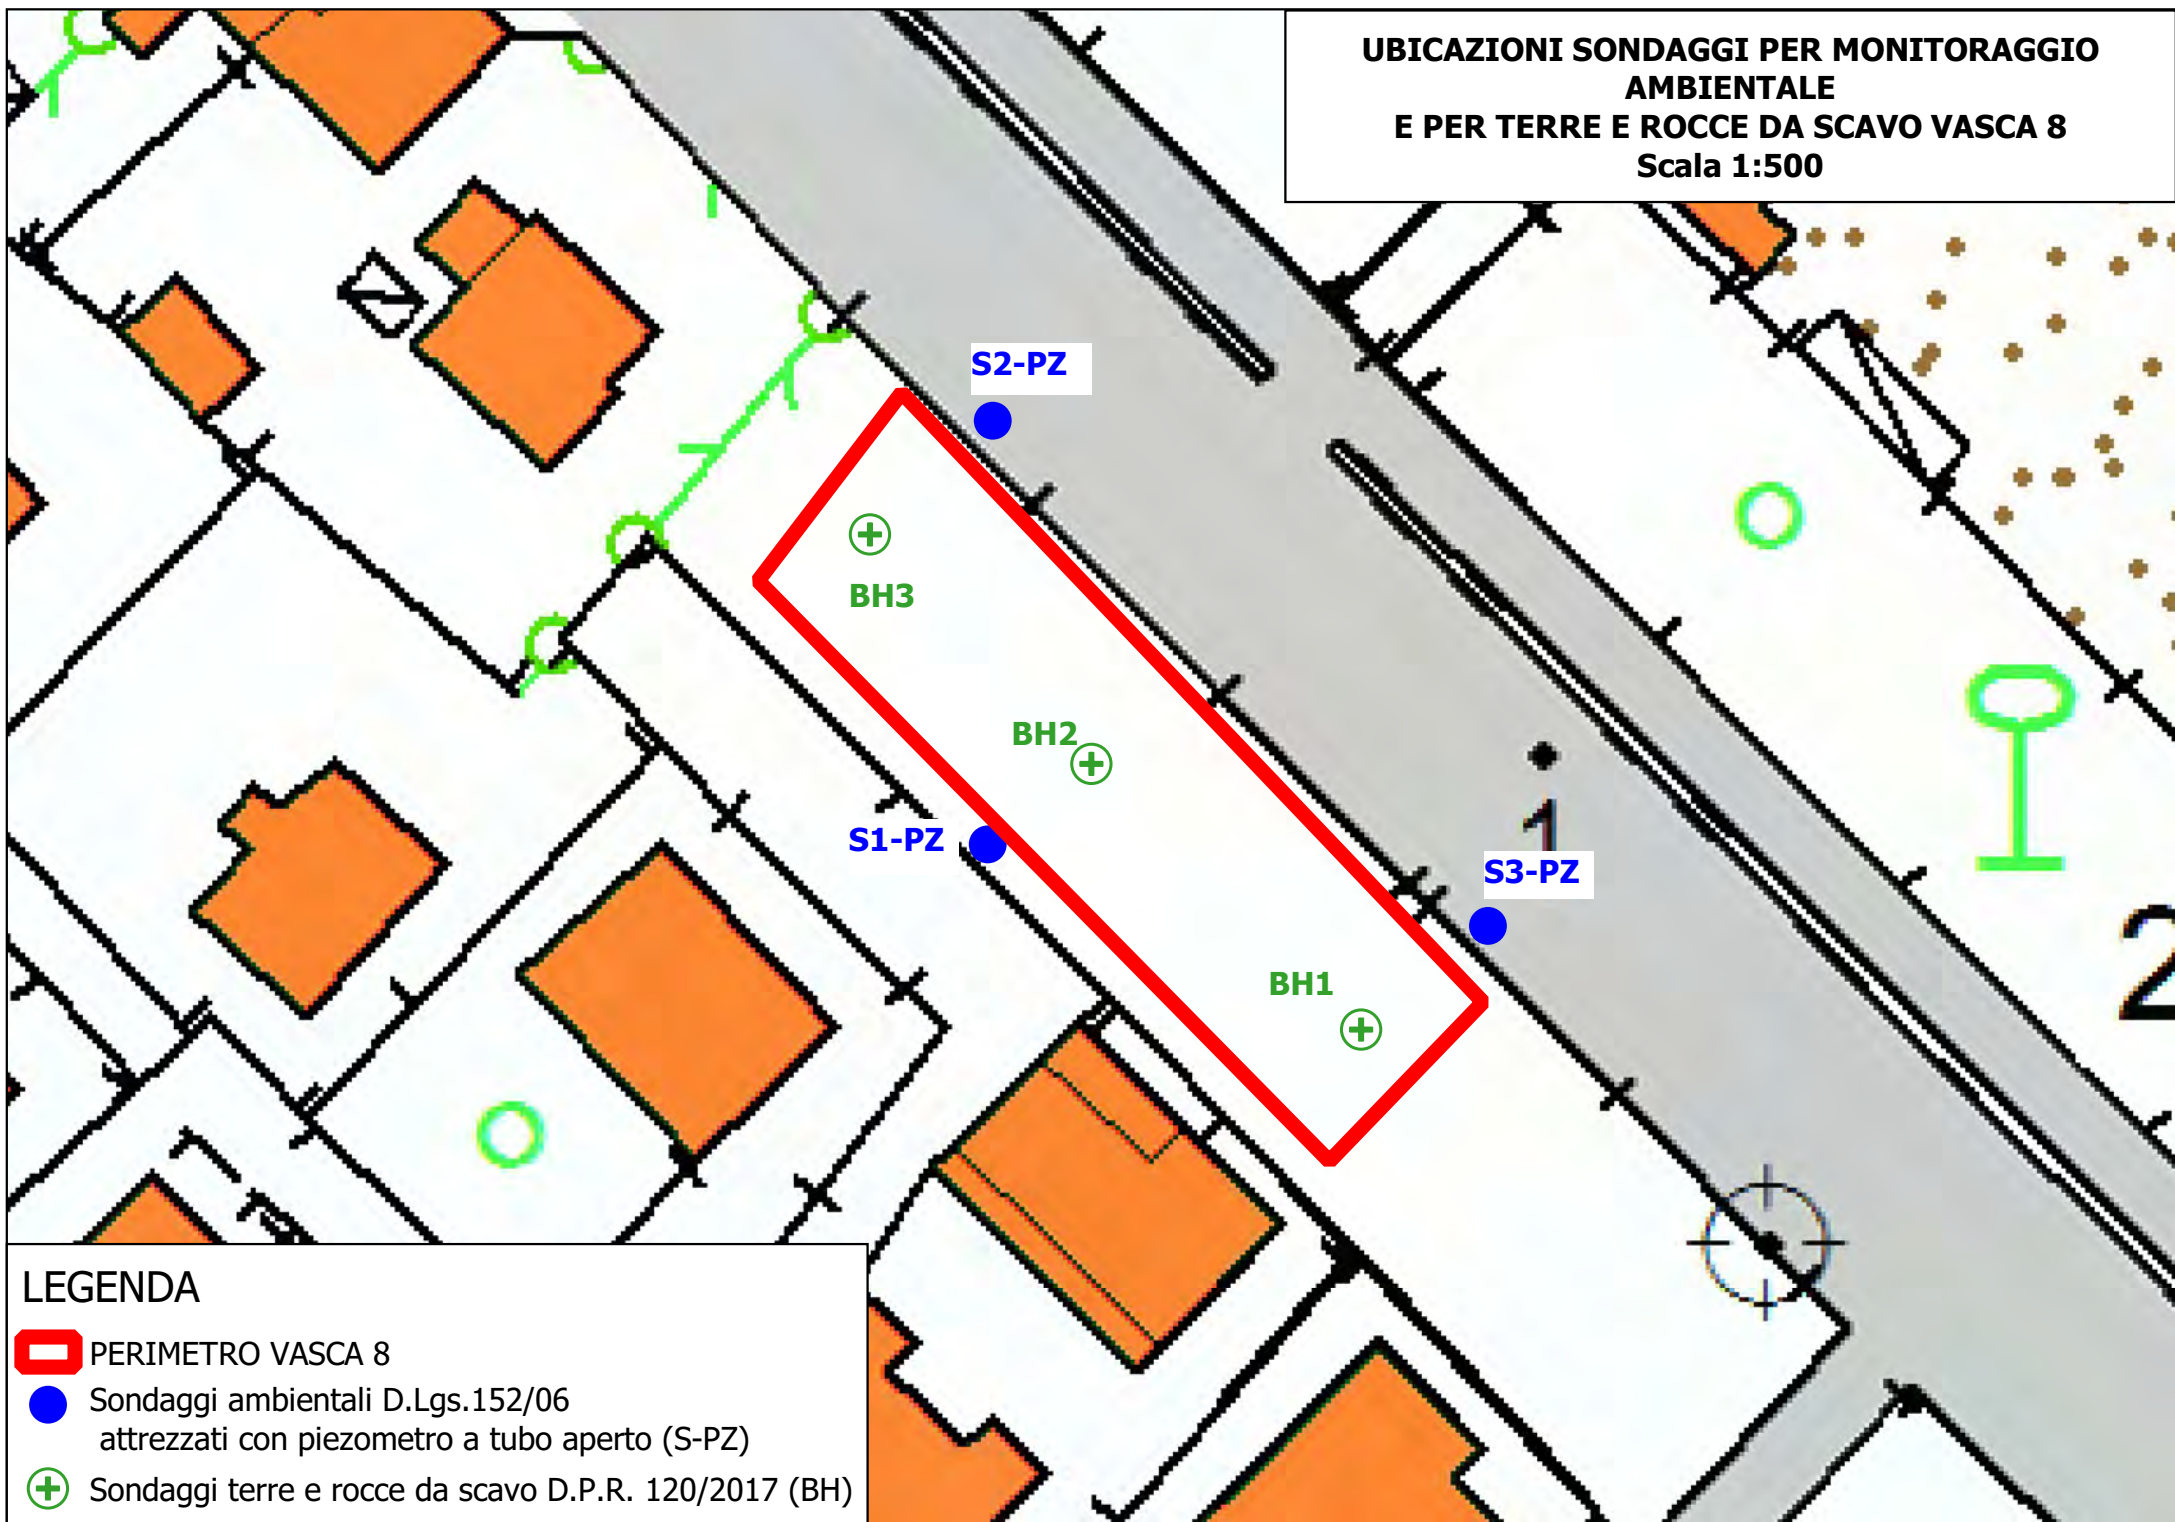 UBICAZIONI SONDAGGI PER MONITORAGGIO
AMBIENTALE
E PER TERRE E ROCCE DA SCAVO VASCA 8
Scala 1:500
S2-PZ
BH3
BH2
S1-PZ
1
S3-PZ
2
BH1
LEGENDA
PERIMETRO VASCA 8
Sondaggi ambientali D.Lgs.152/06
attrezzati con piezometro a tubo aperto (S-PZ)
Sondaggi terre e rocce da scavo D.P.R. 120/2017 (BH)